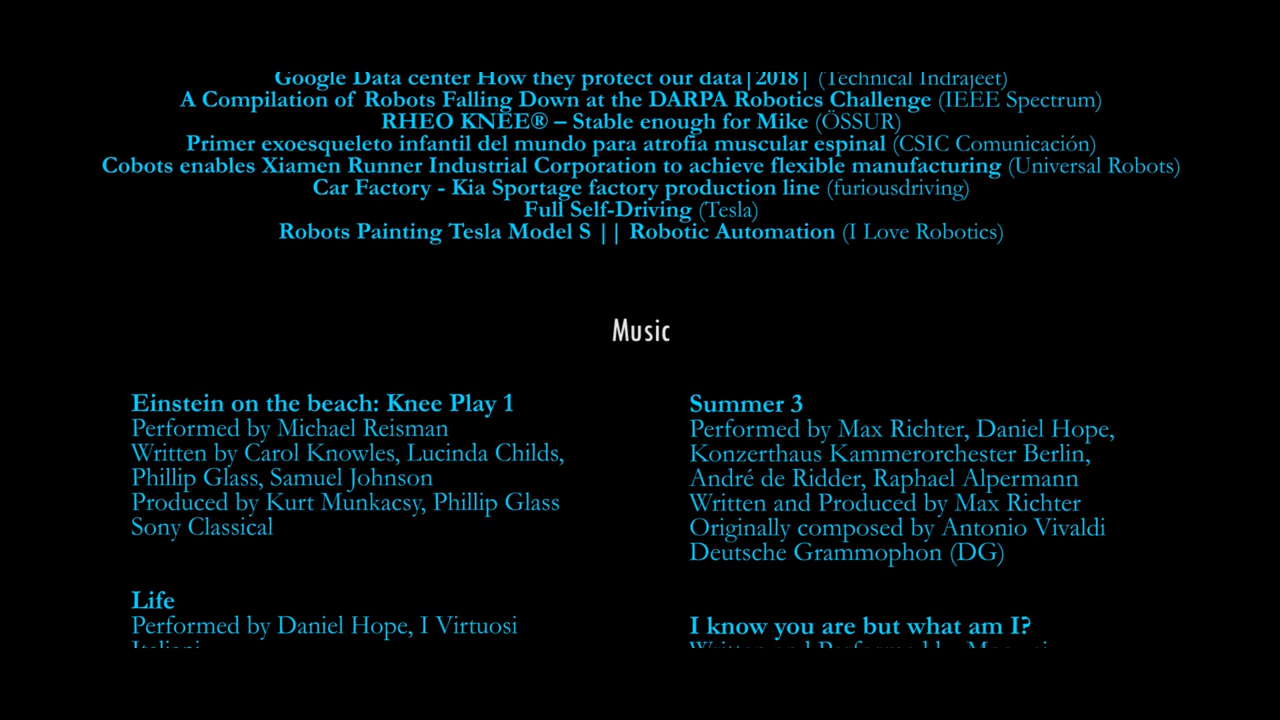 Google Data center How they protect our data|2018| (Technical Indrajeet)
A Compilation of Robots Falling Down at the DARPA Robotics Challenge (IEEE Spectrum)
RHEO KNEE® – Stable enough for Mike (ÖSSUR)
Primer exoesqueleto infantil del mundo para atrofia muscular espinal (CSIC Comunicación)
Cobots enables Xiamen Runner Industrial Corporation to achieve flexible manufacturing (Universal Robots)
Car Factory - Kia Sportage factory production line (furiousdriving)
Full Self-Driving (Tesla)
Robots Painting Tesla Model S || Robotic Automation (I Love Robotics)
Music
Einstein on the beach: Knee Play 1
Performed by Michael Reisman
Written by Carol Knowles, Lucinda Childs,
Phillip Glass, Samuel Johnson
Produced by Kurt Munkacsy, Phillip Glass
Sony Classical
Life
Performed by Daniel Hope, I Virtuosi
Italiani
Summer 3
Performed by Max Richter, Daniel Hope,
Konzerthaus Kammerorchester Berlin,
André de Ridder, Raphael Alpermann
Written and Produced by Max Richter
Originally composed by Antonio Vivaldi
Deutsche Grammophon (DG)
I know you are but what am I?
Written and Performed by Mogwai